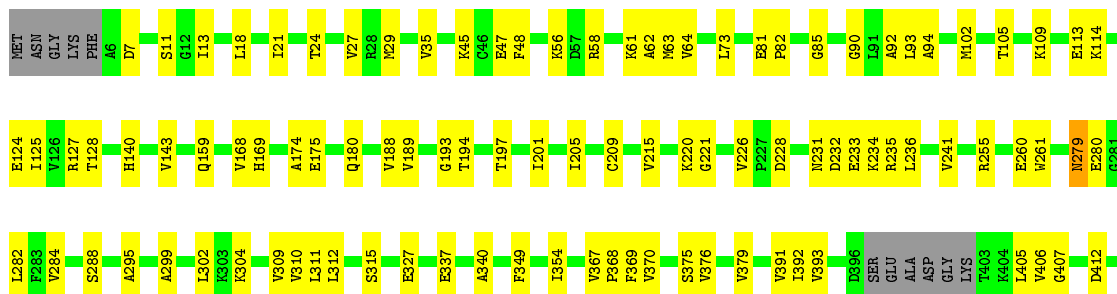 MET ASN GLY LYS PHE A6 D7 S11 G12 I13 L18 I21 T24 V27 R28 M29 V35 K45 C46 E47 F48 K56 D57 R58 K61 A62 M63 V64 L73 E81 P82 G85 G90 L91 A92 L93 A94 M102 T105 K109 E113 K114
E124 I125 V126 R127 T128 H140 V143 Q159 V168 H169 A174 E175 Q180 V188 V189 G193 T194 T197 I201 I205 C209 V215 K220 G221 V226 P227 D228 N231 D232 E233 K234 R235 L236 V241 R255 E260 W261 N279 E280 G281
L282 F283 V284 S288 A295 A299 L302 K303 K304 V309 V310 L311 L312 S315 E327 E337 A340 F349 I354 V367 P368 F369 V370 S375 V376 V379 V391 I392 V393 D396 SER GLU ALA ASP GLY LYS T403 K404 L405 V406 G407 D412